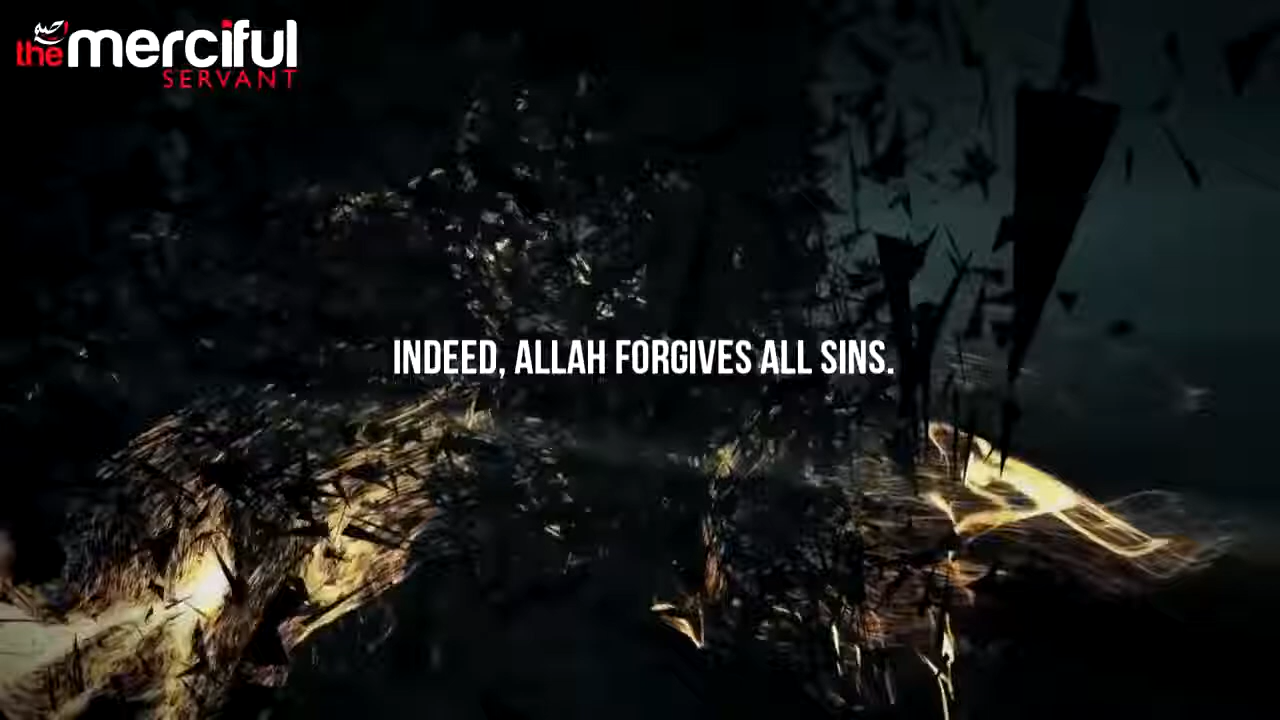 the merciful
SERVANT
INDEED, ALLAH FORGIVES ALL SINS.